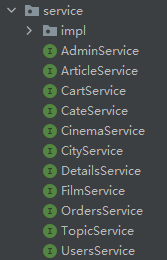 service
impl
AdminService
ArticleService
CartService
CateService
CinemaService
CityService
DetailsService
FilmService
OrdersService
TopicService
UsersService